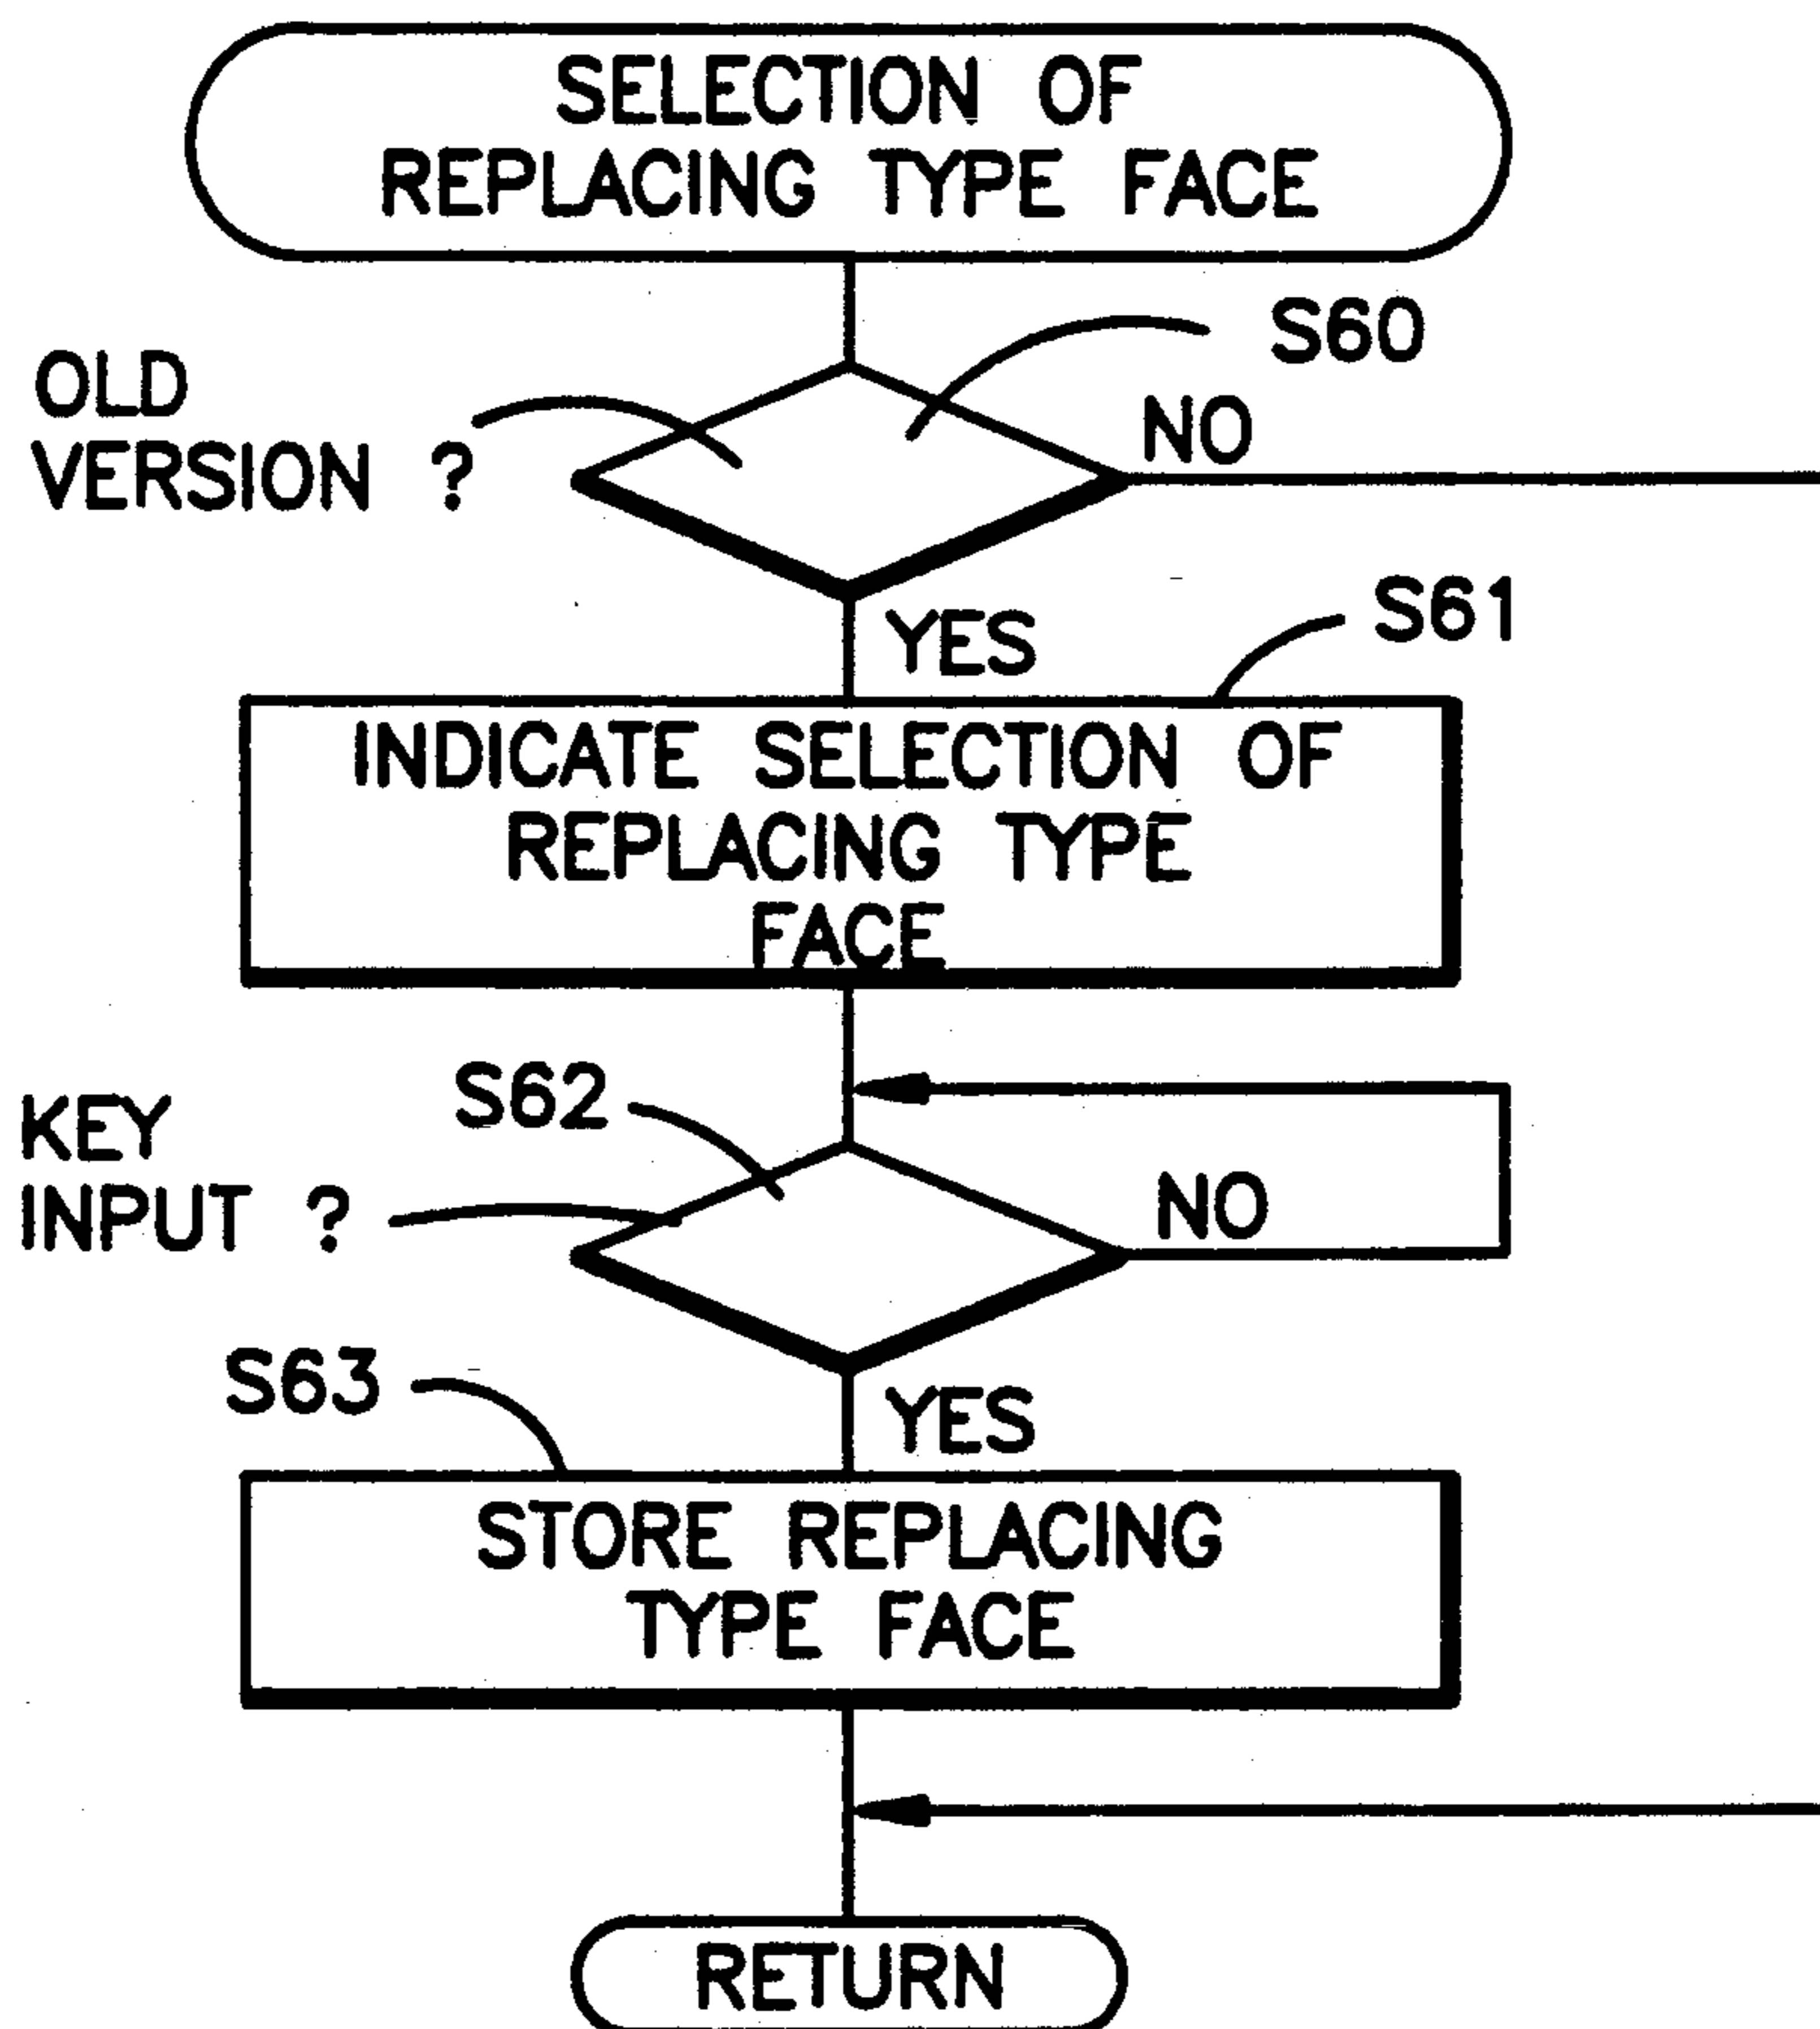 SELECTION OF
REPLACING TYPE FACE
S60
OLD
VERSION ?
NO
YES
S61
INDICATE SELECTION OF
REPLACING TYPE
FACE
S62
KEY
INPUT ?
NO
S63
YES
STORE REPLACING
TYPE FACE
RETURN